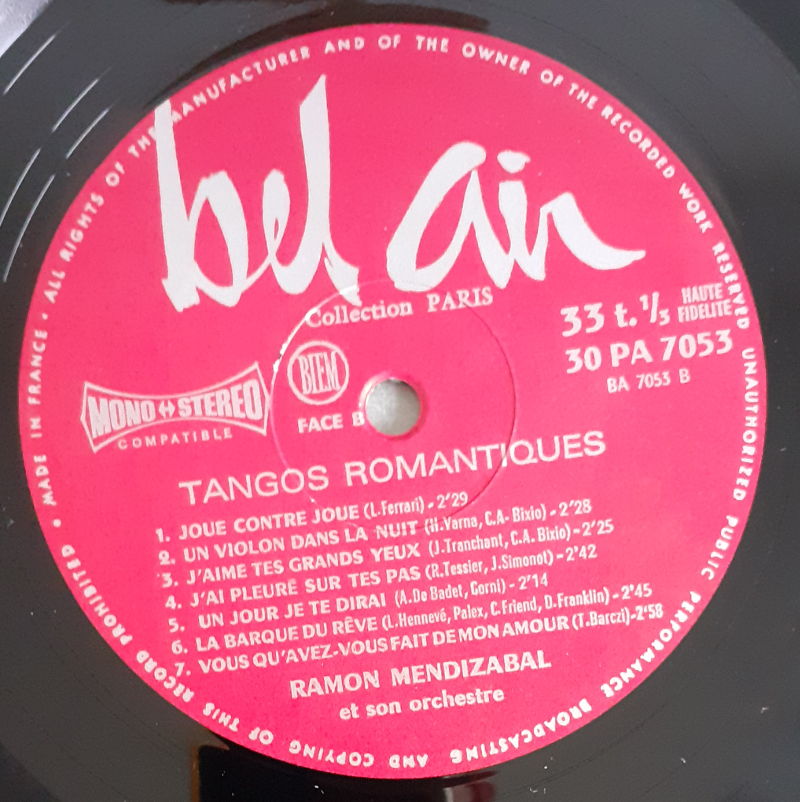 • MADE IN FRANCE • ALL RIGHTS OF THE MANUFACTURER AND OF THE OWNER OF THE RECORDED WORK RESERVED UNAUTHORIZED PUBLIC PERFORMANCE BROADCASTING AND COPYING OF THIS RECORD PROHIBITED
bel air
Collection PARIS
33 t. 1/3 HAUTE FIDELITÉ
30 PA 7053
BA 7053 B
MONO ↔ STEREO
COMPATIBLE
BIEM
FACE B
TANGOS ROMANTIQUES
1. JOUE CONTRE JOUE (L. Ferrari) - 2'29
2. UN VIOLON DANS LA NUIT (H. Varna, C.A. Bixio) - 2'28
3. J'AIME TES GRANDS YEUX (J. Tranchant, C.A. Bixio) - 2'25
4. J'AI PLEURÉ SUR TES PAS (R. Tessier, J. Simonot) - 2'42
5. UN JOUR JE TE DIRAI (A. De Badet, Corni) - 2'14
6. LA BARQUE DU RÊVE (L. Hennevé, Palex, C. Friend, D. Franklin) - 2'45
7. VOUS QU'AVEZ-VOUS FAIT DE MON AMOUR (T. Barczi) - 2'58
RAMON MENDIZABAL
et son orchestre